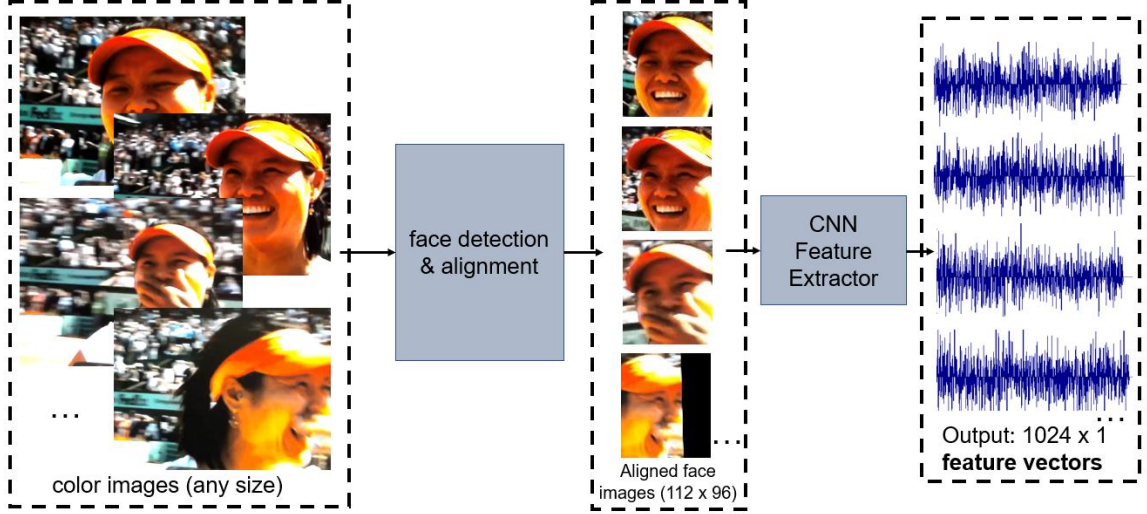 FedEx
color images (any size)
...
face detection
& alignment
Aligned face
images (112 x 96)
...
CNN
Feature
Extractor
...
Output: 1024 x 1
feature vectors